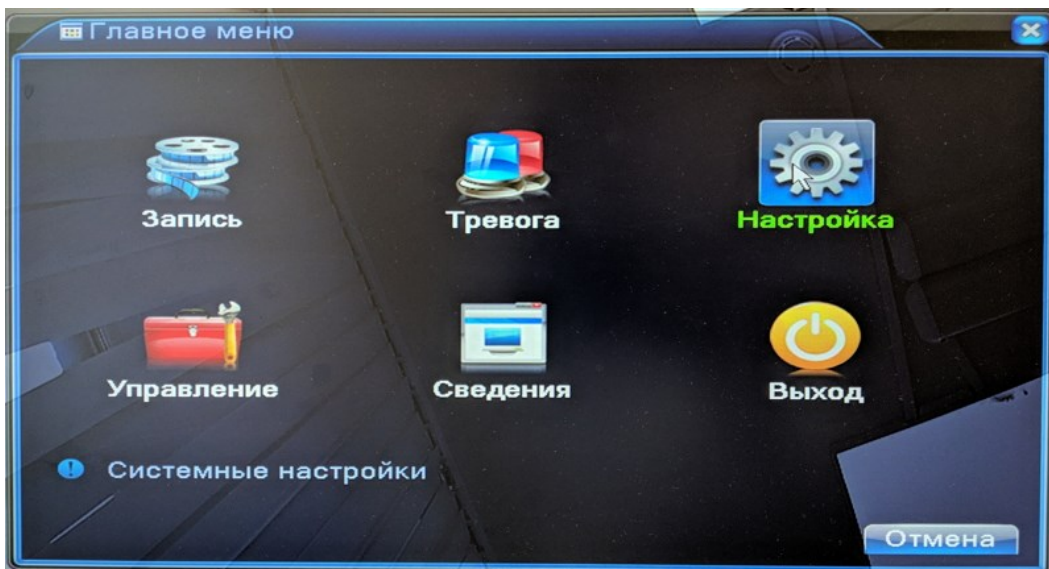 Главное меню
Запись
Тревога
Настройка
Управление
Сведения
Выход
Системные настройки
Отмена